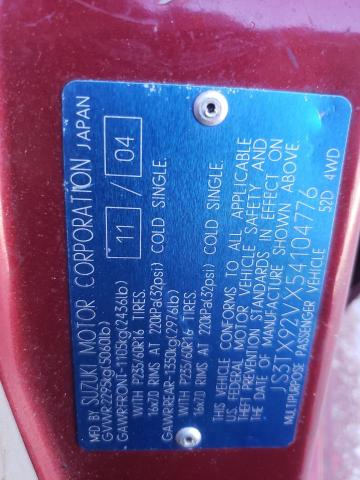 MFG BY SUZUKI MOTOR CORPORATION JAPAN
GVWR-2295kg(5060lb) 11 / 04
GAWR-FRONT-1105kg(2436lb)
WITH P235/60R16 TIRES.
16x7.0 RIMS AT 220kPa(32psi) COLD SINGLE.
GAWR-REAR-1350kg(2976lb)
WITH P235/60R16 TIRES.
16x7.0 RIMS AT 220kPa(32psi) COLD SINGLE.
THIS VEHICLE CONFORMS TO ALL APPLICABLE
U.S. FEDERAL MOTOR VEHICLE SAFETY AND
THEFT PREVENTION STANDARDS IN EFFECT ON
THE DATE OF MANUFACTURE SHOWN ABOVE.
JS3TX92VX54104776
MULTIPURPOSE PASSENGER VEHICLE 52D 4WD